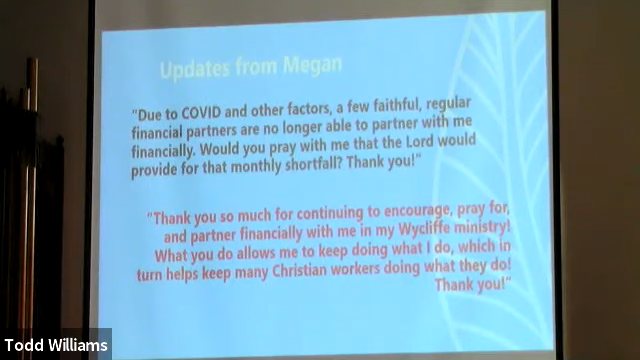 Updates from Megan
“Due to COVID and other factors, a few faithful, regular
financial partners are no longer able to partner with me
financially. Would you pray with me that the Lord would
provide for that monthly shortfall? Thank you!”
“Thank you so much for continuing to encourage, pray for,
and partner financially with me in my Wycliffe ministry!
What you do allows me to keep doing what I do, which in
turn helps keep many Christian workers doing what they do!
Thank you!”
Todd Williams